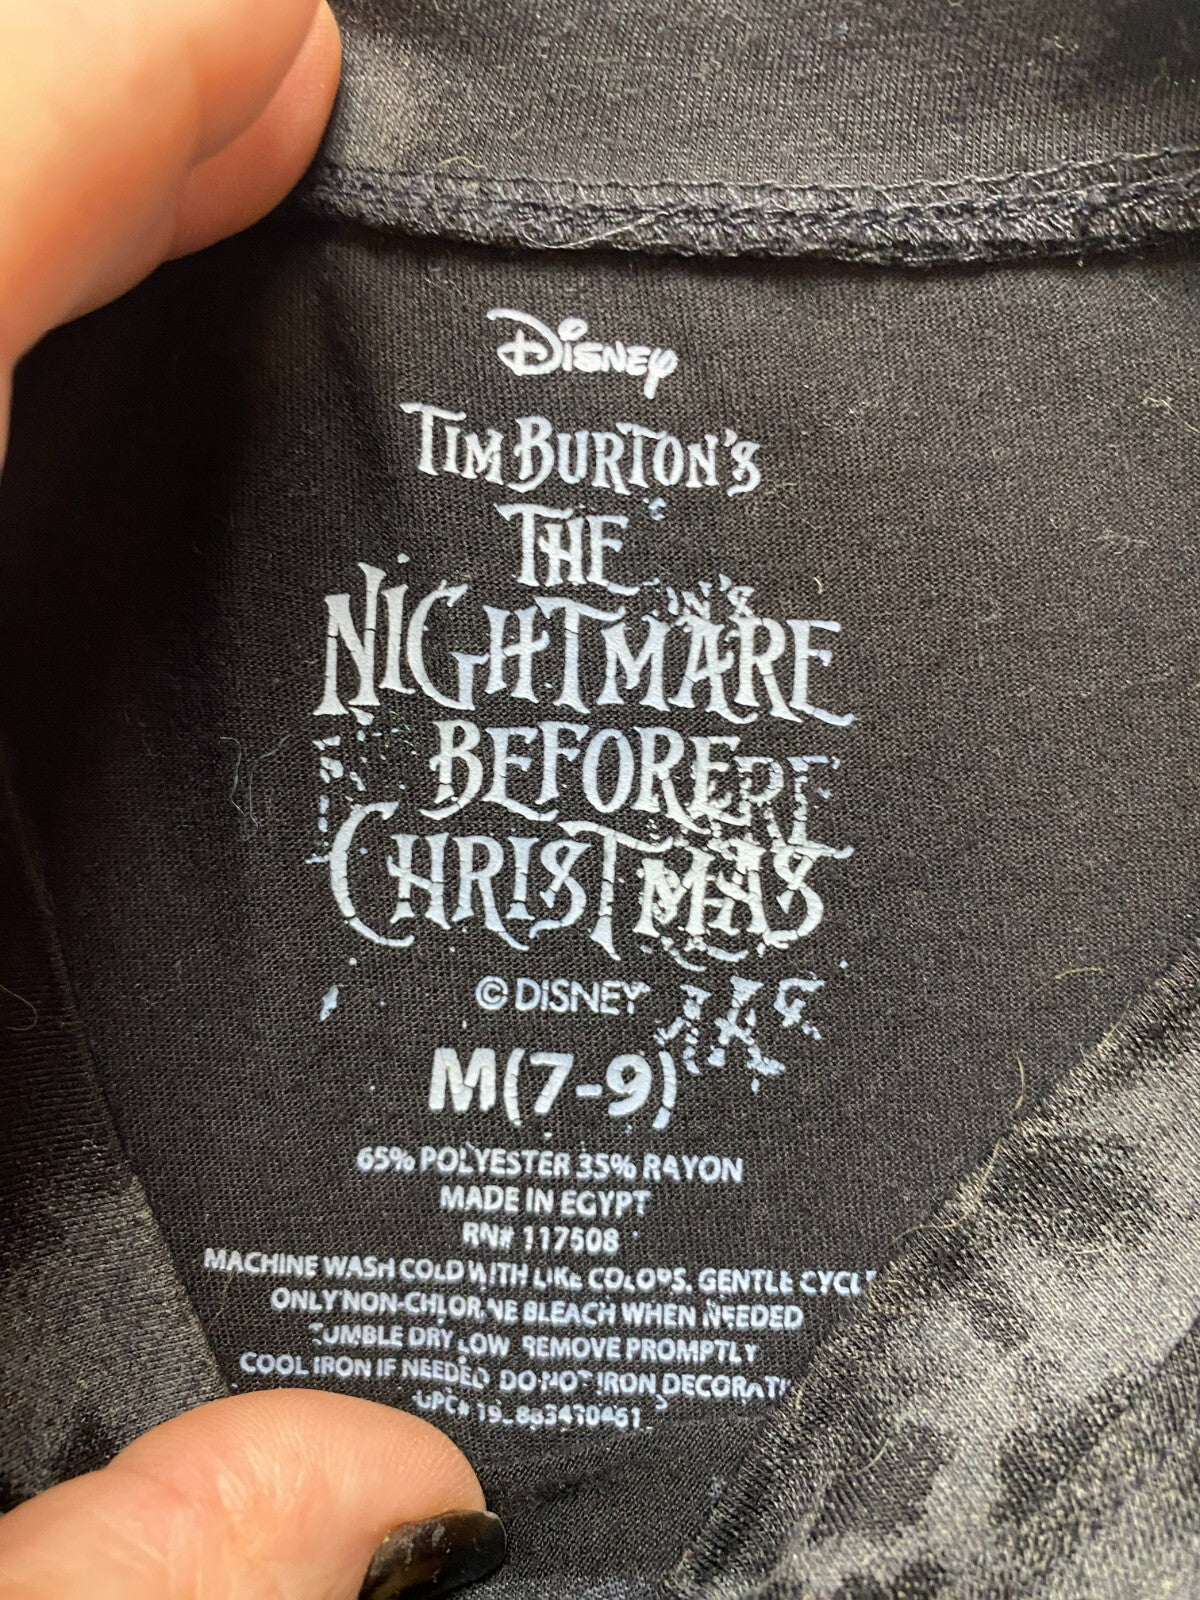 Disney
TIM BURTON'S
THE
NIGHTMARE
BEFORE
CHRISTMAS
© DISNEY
M(7-9)
65% POLYESTER 35% RAYON
MADE IN EGYPT
RN# 117508
MACHINE WASH COLD WITH LIKE COLORS. GENTLE CYCLE
ONLY NON-CHLORINE BLEACH WHEN NEEDED
TUMBLE DRY LOW REMOVE PROMPTLY
COOL IRON IF NEEDED DO NOT IRON
UPC#